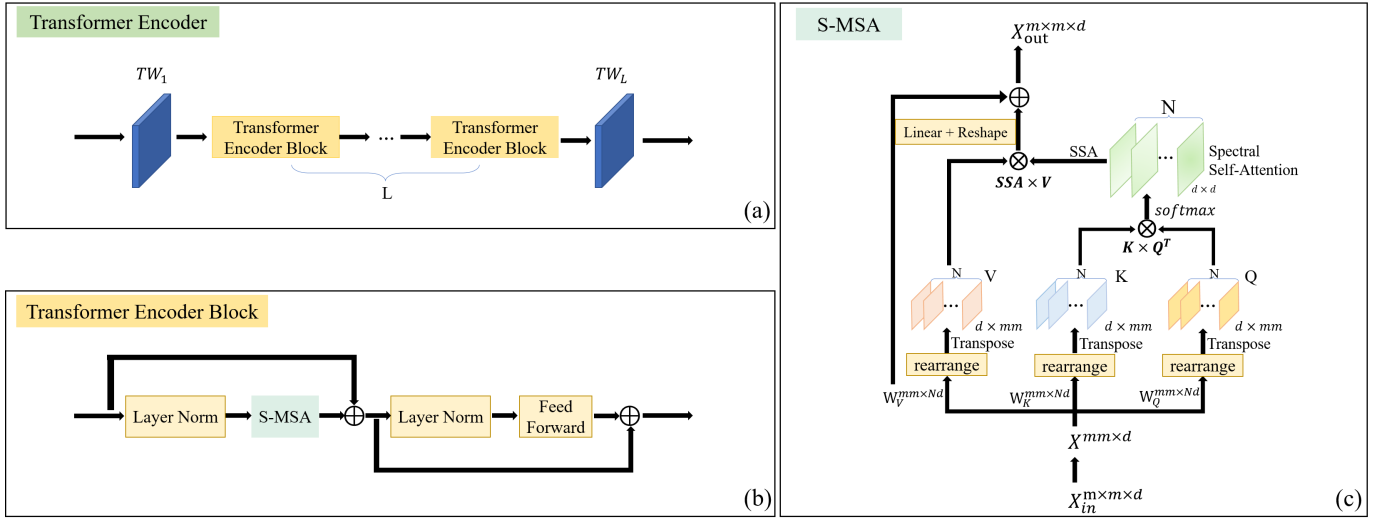 Transformer Encoder
TW₁
TW_L
Transformer
Encoder Block
...
Transformer
Encoder Block
L
(a)
Transformer Encoder Block
Layer Norm
S-MSA
Layer Norm
Feed
Forward
(b)
S-MSA
X_out^{m×m×d}
N
Linear + Reshape
SSA
...
Spectral
Self-Attention
d × d
SSA × V
softmax
K × Q^T
N
V
N
K
N
Q
...
...
...
d × mm
d × mm
d × mm
Transpose
Transpose
Transpose
rearrange
rearrange
rearrange
W_V^{mm×Nd}
W_K^{mm×Nd}
W_Q^{mm×Nd}
X^{mm×d}
X_in^{m×m×d}
(c)